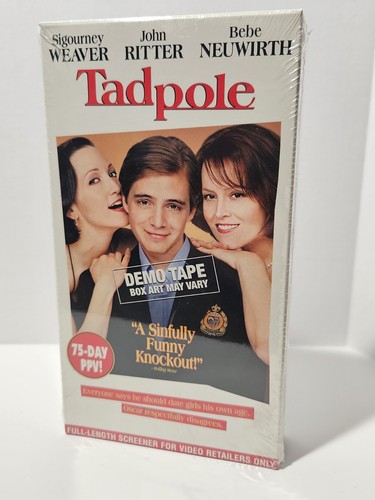 Sigourney John Bebe
WEAVER RITTER NEUWIRTH
Tadpole
DEMO TAPE
BOX ART MAY VARY
"A Sinfully
Funny
Knockout!"
75-DAY
PPV!
Everyone says he should date girls his own age.
Oscar respectfully disagrees.
FULL-LENGTH SCREENER FOR VIDEO RETAILERS ONLY